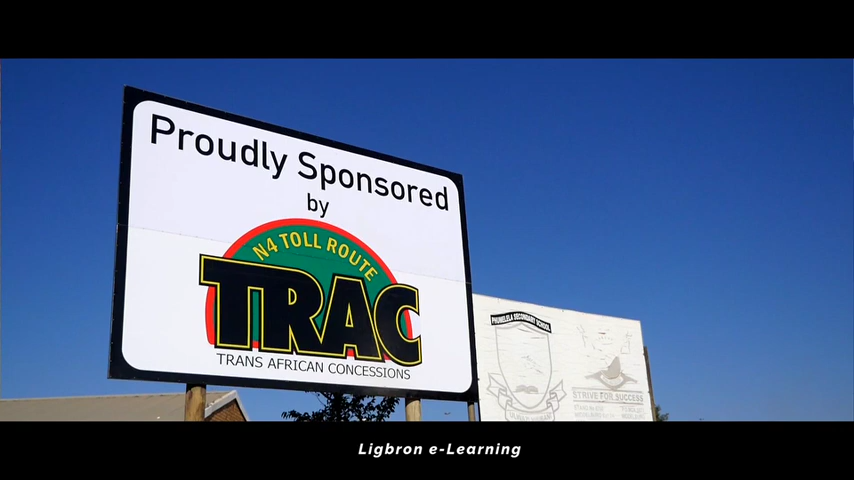 Proudly Sponsored
by
N4 TOLL ROUTE
TRAC
TRANS AFRICAN CONCESSIONS
PHUMELELA SECONDARY SCHOOL
STRIVE FOR SUCCESS
Ligbron e-Learning